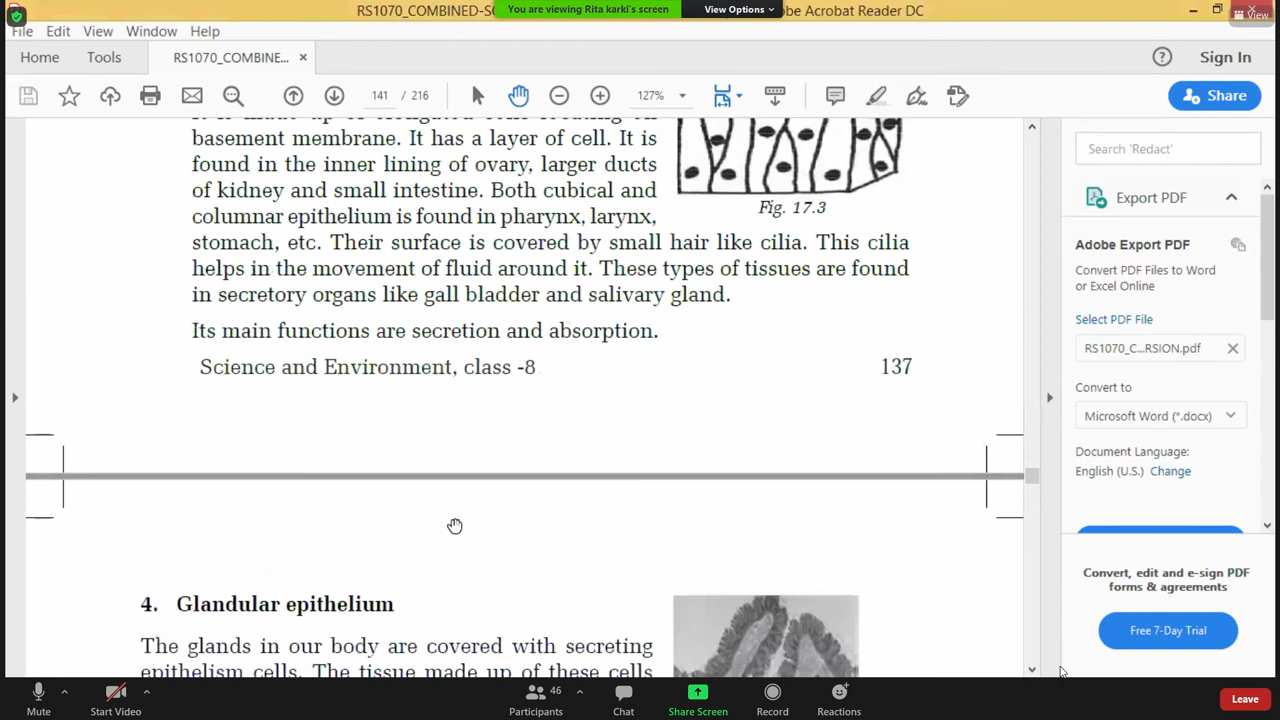 RS1070_COMBINED-SC
You are viewing Rita karki's screen
View Options
be Acrobat Reader DC
View
File Edit View Window Help
Home Tools RS1070_COMBINE... ×
Sign In
141 / 216
127%
Share
basement membrane. It has a layer of cell. It is
found in the inner lining of ovary, larger ducts
of kidney and small intestine. Both cubical and
columnar epithelium is found in pharynx, larynx,
stomach, etc. Their surface is covered by small hair like cilia. This cilia
helps in the movement of fluid around it. These types of tissues are found
in secretory organs like gall bladder and salivary gland.
Fig. 17.3
Its main functions are secretion and absorption.
Science and Environment, class -8 137
4. Glandular epithelium
The glands in our body are covered with secreting
epithelism cells. The tissue made up of these cells
Search 'Redact'
Export PDF
Adobe Export PDF
Convert PDF Files to Word
or Excel Online
Select PDF File
RS1070_C...RSION.pdf
Convert to
Microsoft Word (*.docx)
Document Language:
English (U.S.) Change
Convert, edit and e-sign PDF
forms & agreements
Free 7-Day Trial
Mute
Start Video
46
Participants
Chat
Share Screen
Record
Reactions
Leave